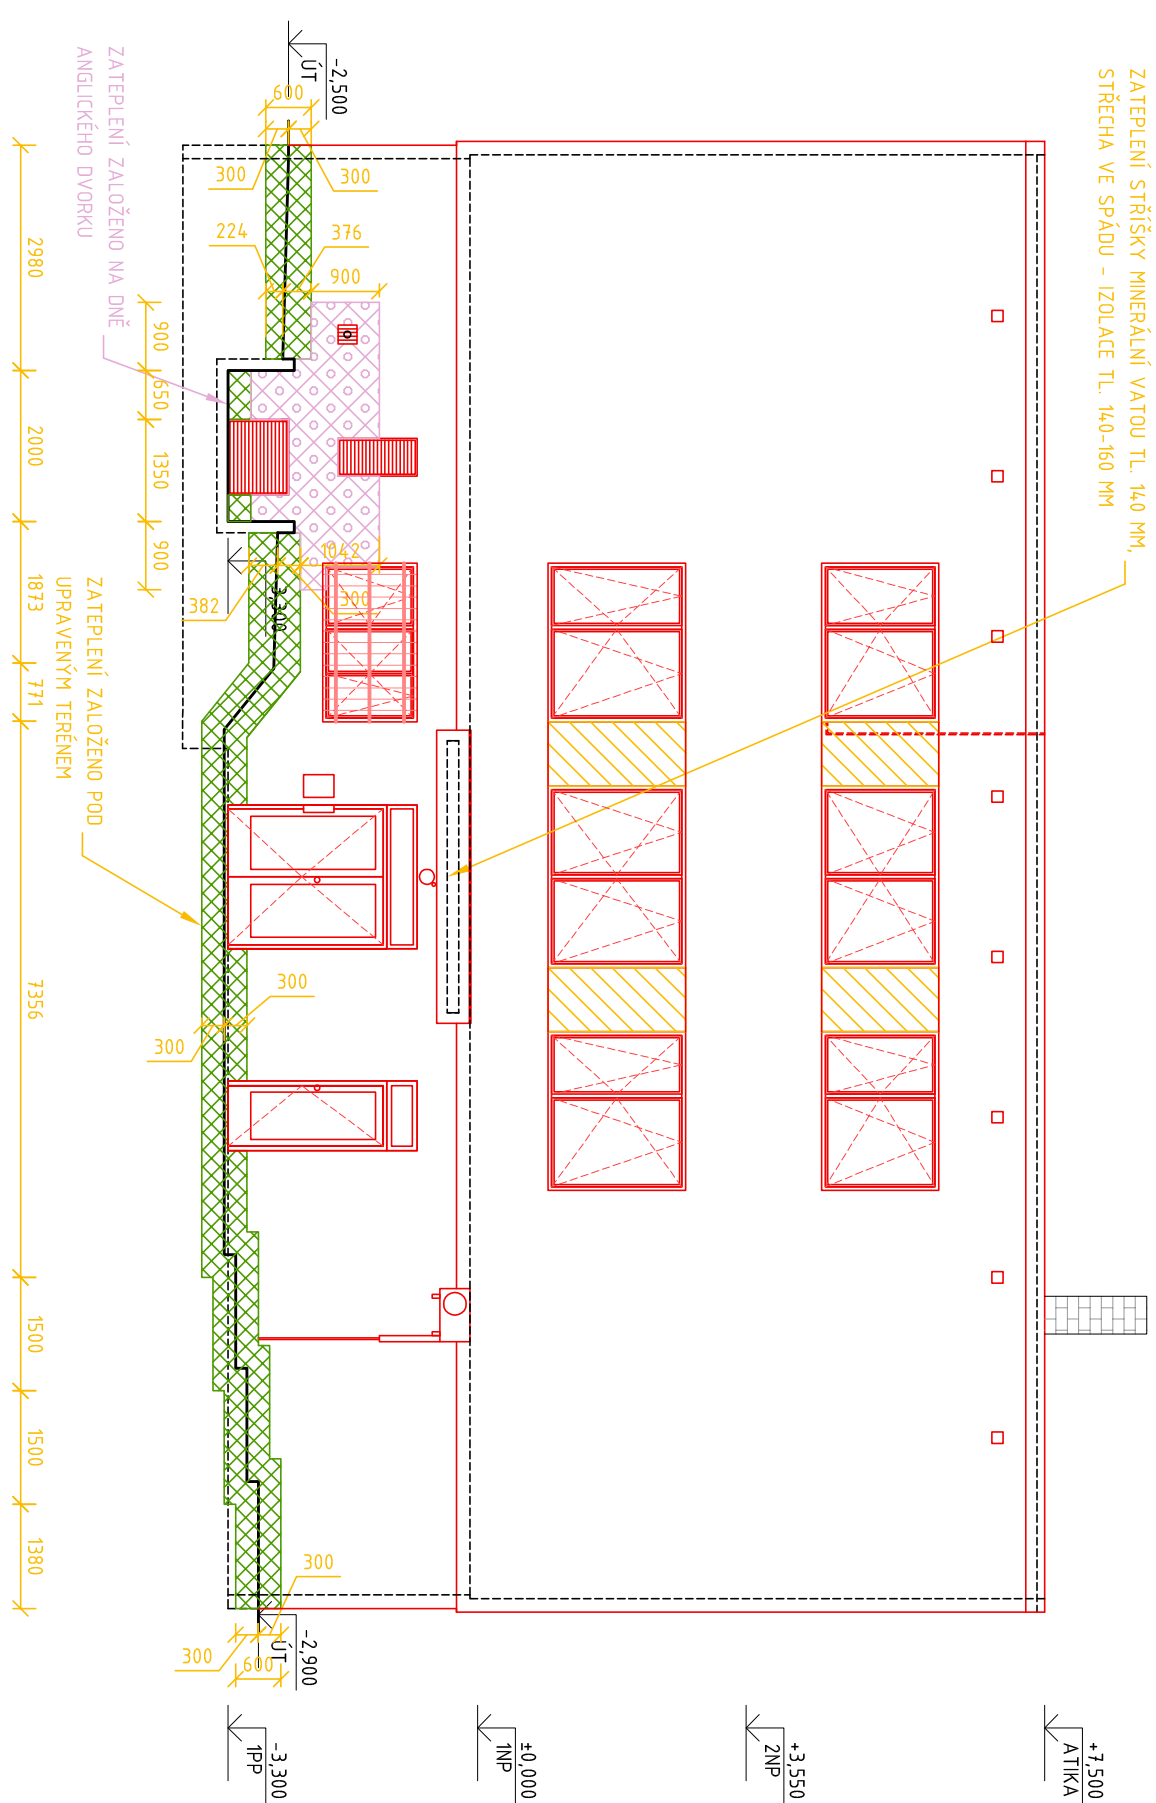 ZATEPLENÍ STŘÍŠKY MINERÁLNÍ VATOU TL. 140 MM,
STŘECHA VE SPÁDU - IZOLACE TL. 140-160 MM
+7,500
ATIKA
+3,550
2NP
±0,000
1NP
-3,300
1PP
-2,500
ÚT
600
300
300
224
376
900
1042
300
382
-3,300
300
300
300
300
600
-2,900
ÚT
900
650
1350
900
ZATEPLENÍ ZALOŽENO NA DNĚ
ANGLICKÉHO DVORKU
ZATEPLENÍ ZALOŽENO POD
UPRAVENÝM TERÉNEM
2980
2000
1873
771
7356
1500
1500
1380